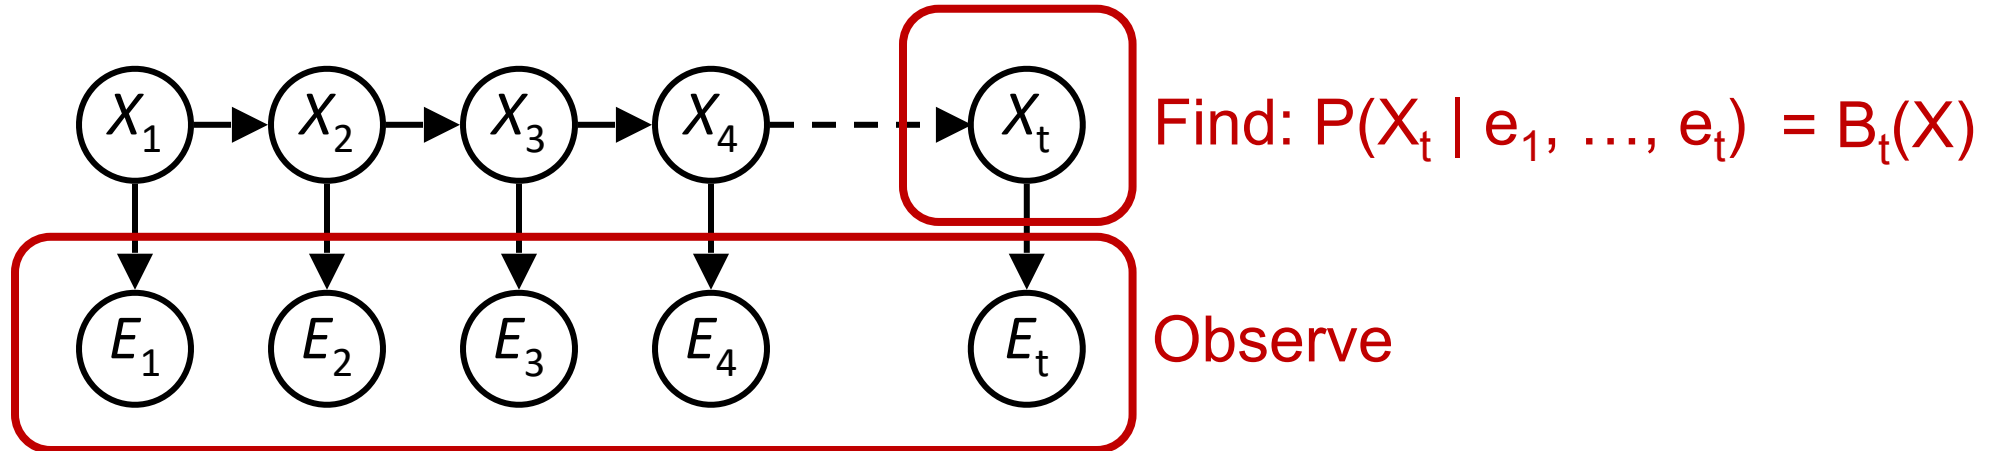 X₁ X₂ X₃ X₄ Xₜ Find: P(Xₜ | e₁, …, eₜ) = Bₜ(X)
E₁ E₂ E₃ E₄ Eₜ Observe